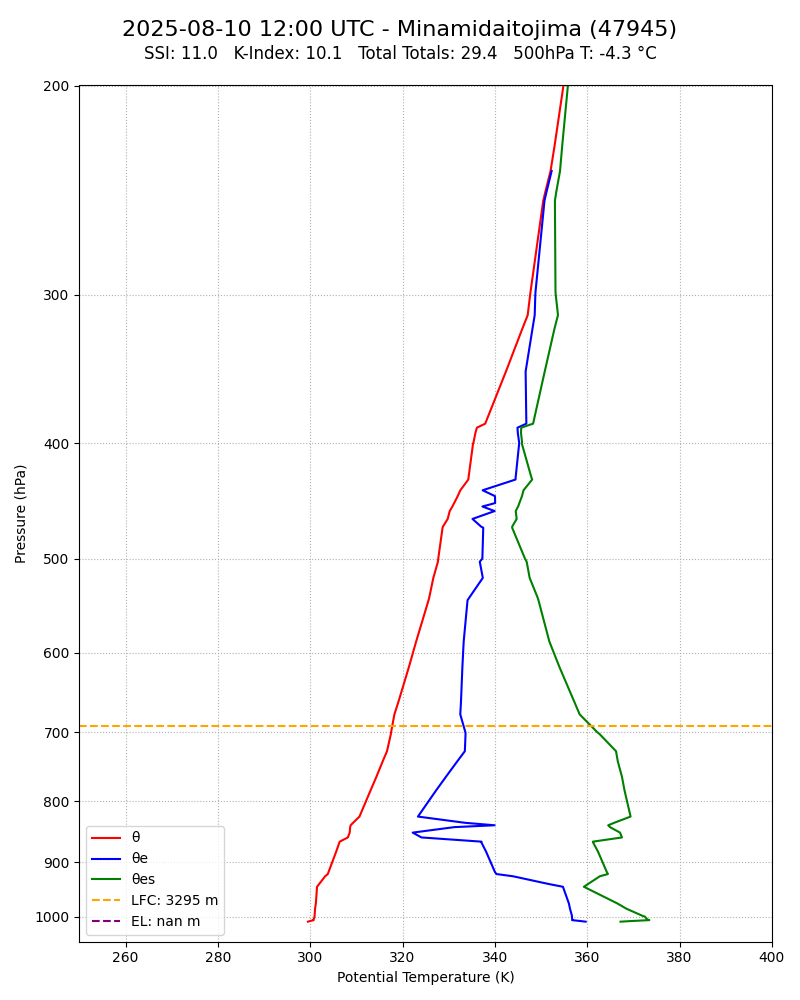 2025-08-10 12:00 UTC - Minamidaitojima (47945)
SSI: 11.0   K-Index: 10.1   Total Totals: 29.4   500hPa T: -4.3 °C
200
300
400
500
600
700
800
900
1000
Pressure (hPa)
θ
θe
θes
LFC: 3295 m
EL: nan m
260
280
300
320
340
360
380
400
Potential Temperature (K)